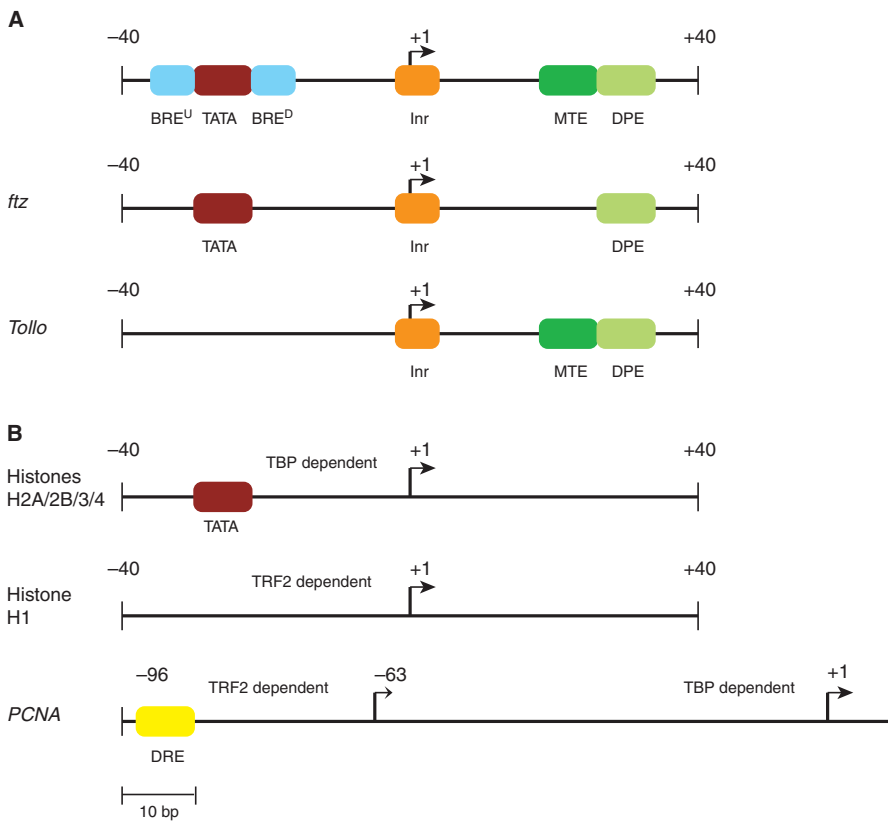 A
–40 +1 +40
BREᵁ TATA BREᴰ Inr MTE DPE
–40 +1 +40
ftz
TATA Inr DPE
–40 +1 +40
Tollo
Inr MTE DPE
B
–40 TBP dependent +1 +40
Histones
H2A/2B/3/4
TATA
–40 TRF2 dependent +1 +40
Histone
H1
–96 TRF2 dependent –63 TBP dependent +1
PCNA
DRE
10 bp